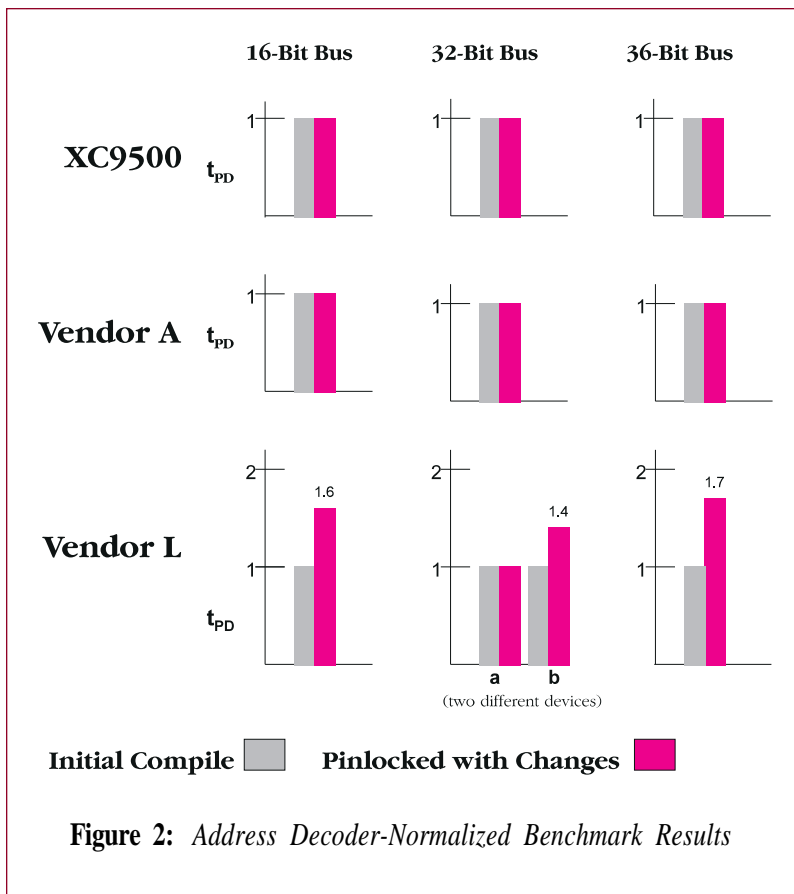 16-Bit Bus 32-Bit Bus 36-Bit Bus
XC9500
tPD
1
1
1
Vendor A
tPD
1
1
1
Vendor L
tPD
2
1
1.6
2
1
1.4
a b
(two different devices)
2
1
1.7
Initial Compile Pinlocked with Changes
Figure 2: Address Decoder-Normalized Benchmark Results